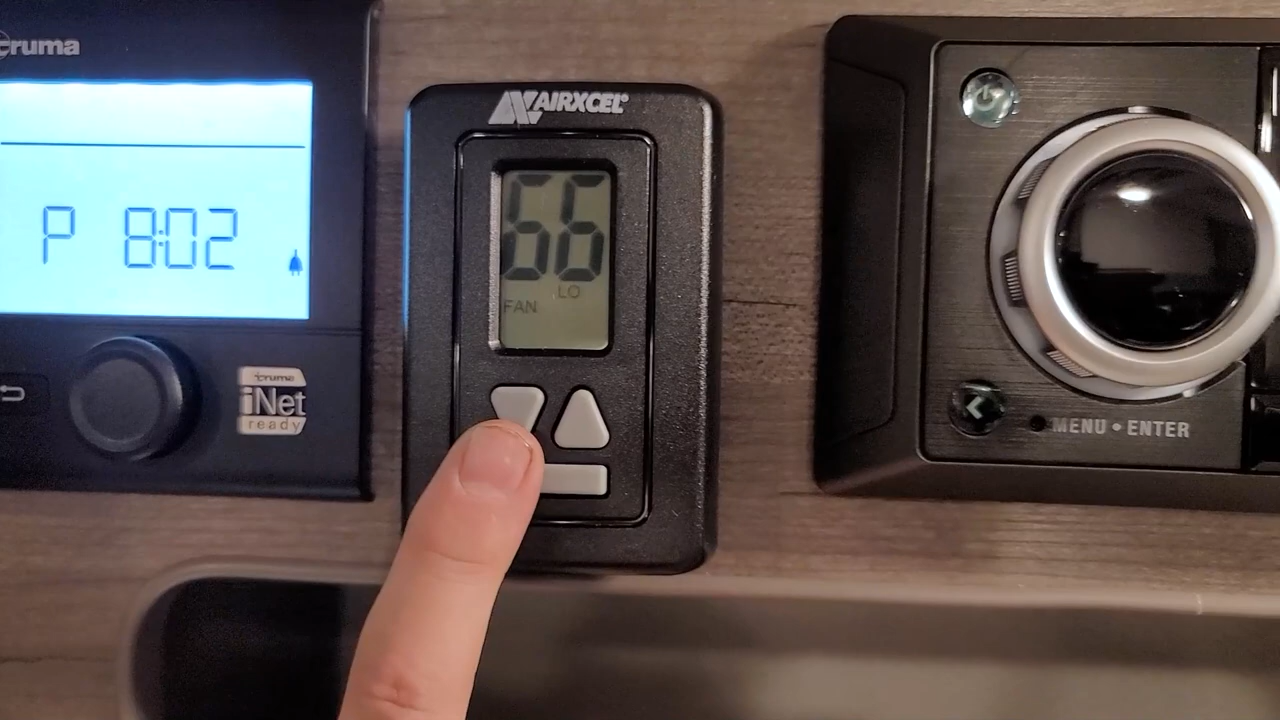 truma
P 8:02
truma
iNet
ready
AIRXCEL®
66
LO
FAN
MENU • ENTER